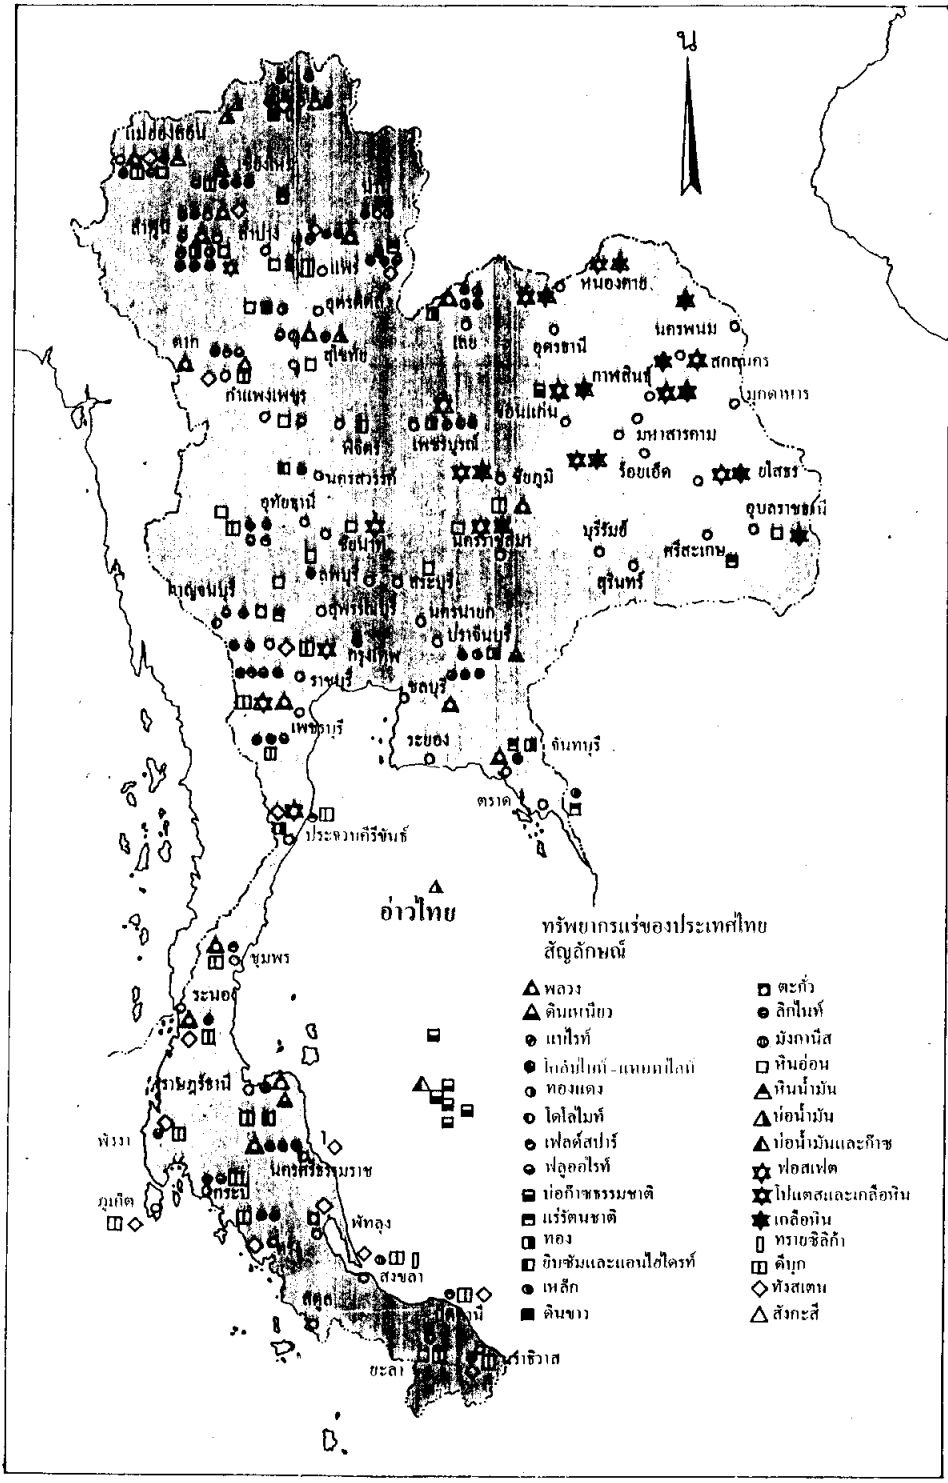 น
แม่ฮ่องสอน
เชียงใหม่
น่าน
ลำพูน
ลำปาง
แพร่
อุตรดิตถ์
เลย
หนองคาย
อุดรธานี
นครพนม
สกลนคร
ตาก
สุโขทัย
กำแพงเพชร
กาฬสินธุ์
ขอนแก่น
มุกดาหาร
พิจิตร
เพชรบูรณ์
มหาสารคาม
ร้อยเอ็ด
ยโสธร
นครสวรรค์
ชัยภูมิ
อุทัยธานี
ชัยนาท
นครราชสีมา
บุรีรัมย์
ศรีสะเกษ
อุบลราชธานี
สุรินทร์
ลพบุรี
สระบุรี
กาญจนบุรี
สุพรรณบุรี
นครนายก
ปราจีนบุรี
กรุงเทพ
ราชบุรี
ชลบุรี
เพชรบุรี
ระยอง
จันทบุรี
ตราด
ประจวบคีรีขันธ์
อ่าวไทย
ชุมพร
ระนอง
สุราษฎร์ธานี
พังงา
นครศรีธรรมราช
กระบี่
ภูเก็ต
พัทลุง
สงขลา
สตูล
ปัตตานี
ยะลา
นราธิวาส
ทรัพยากรแร่ของประเทศไทย
สัญลักษณ์
พลวง
ดินเหนียว
แบไรท์
โคลัมไบท์ - แทนทาไลท์
ทองแดง
โดโลไมท์
เฟลด์สปาร์
ฟลูออไรท์
บ่อก๊าซธรรมชาติ
แร่รัตนชาติ
ทอง
ยิบซัมและแอนไฮไดรท์
เหล็ก
ดินขาว
ตะกั่ว
ลิกไนท์
มังกานีส
หินอ่อน
หินน้ำมัน
บ่อน้ำมัน
บ่อน้ำมันและก๊าซ
ฟอสเฟต
โปแตสและเกลือหิน
เกลือหิน
ทรายซิลิก้า
ดีบุก
ทังสเตน
สังกะสี